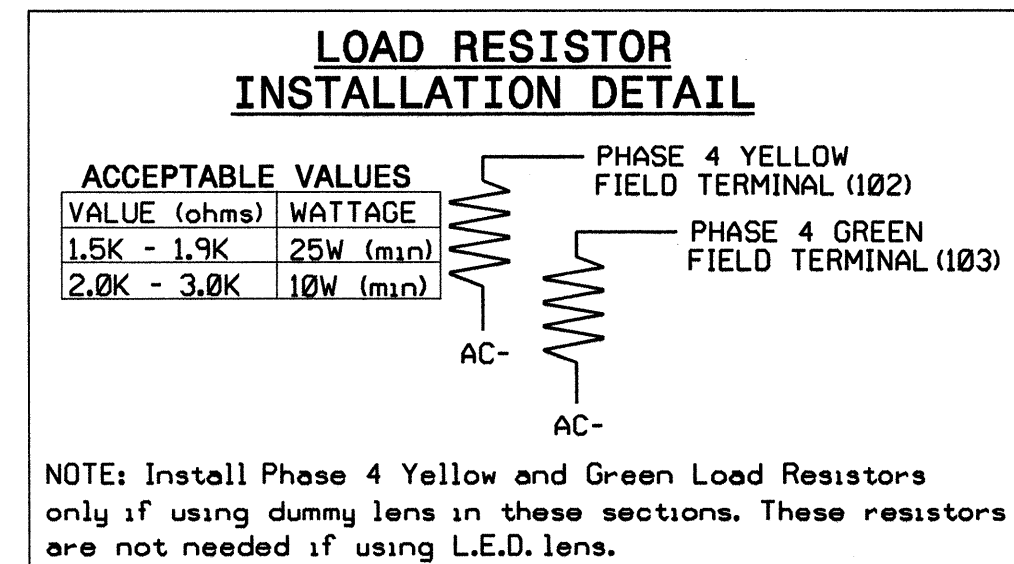 LOAD RESISTOR
INSTALLATION DETAIL
ACCEPTABLE VALUES
VALUE (ohms) WATTAGE
1.5K - 1.9K 25W (min)
2.0K - 3.0K 10W (min)
PHASE 4 YELLOW
FIELD TERMINAL (102)
AC-
PHASE 4 GREEN
FIELD TERMINAL (103)
AC-
NOTE: Install Phase 4 Yellow and Green Load Resistors
only if using dummy lens in these sections. These resistors
are not needed if using L.E.D. lens.